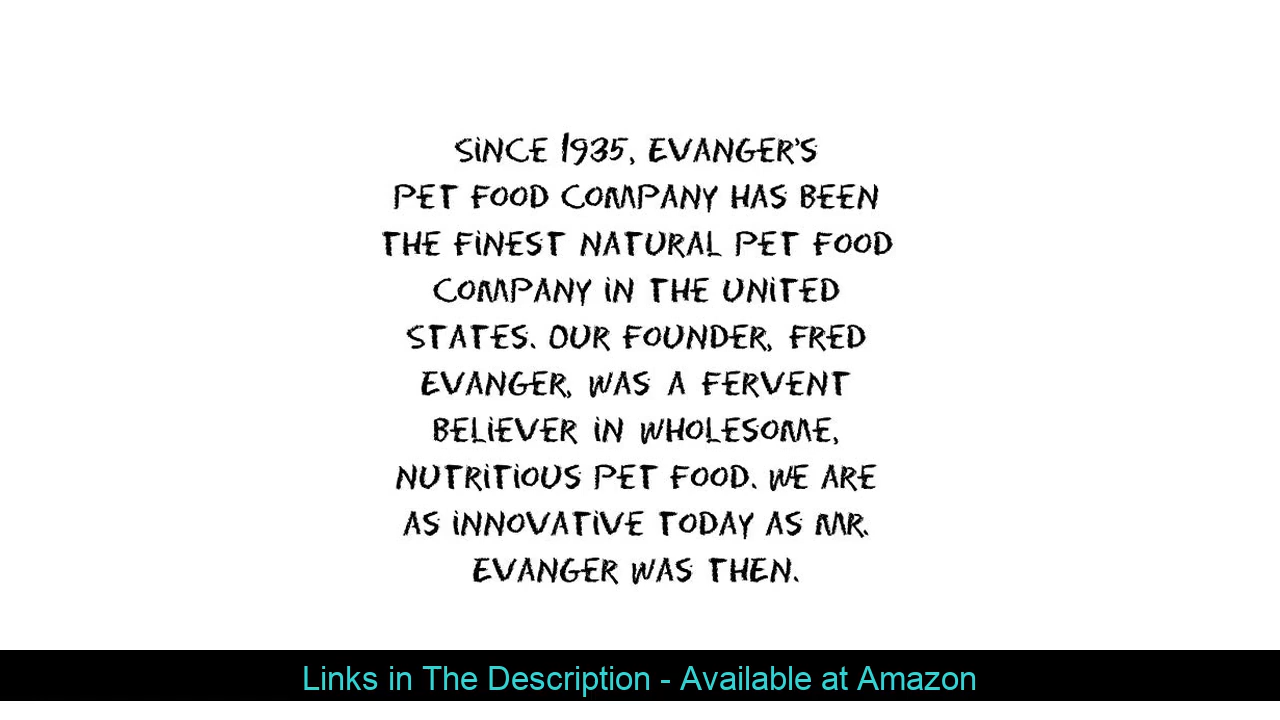 SINCE 1935, EVANGER'S
PET FOOD COMPANY HAS BEEN
THE FINEST NATURAL PET FOOD
COMPANY IN THE UNITED
STATES. OUR FOUNDER, FRED
EVANGER, WAS A FERVENT
BELIEVER IN WHOLESOME,
NUTRITIOUS PET FOOD. WE ARE
AS INNOVATIVE TODAY AS MR.
EVANGER WAS THEN.
Links in The Description - Available at Amazon